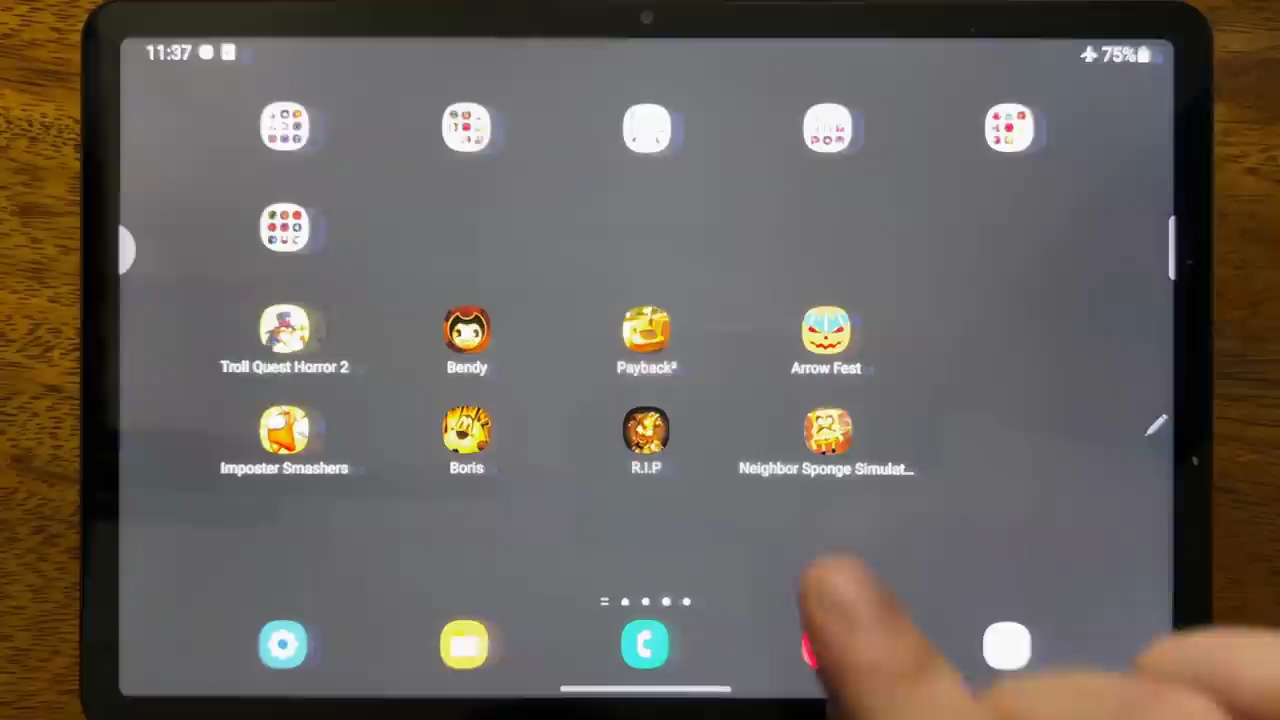 11:37 75%
Troll Quest Horror 2 Bendy Payback² Arrow Fest
Imposter Smashers Boris R.I.P Neighbor Sponge Simulat...